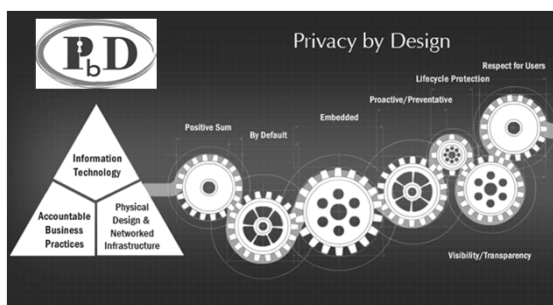 PbD
Privacy by Design
Respect for Users
Lifecycle Protection
Proactive/Preventative
Embedded
Positive Sum
By Default
Information
Technology
Accountable
Business
Practices
Physical
Design &
Networked
Infrastructure
Visibility/Transparency